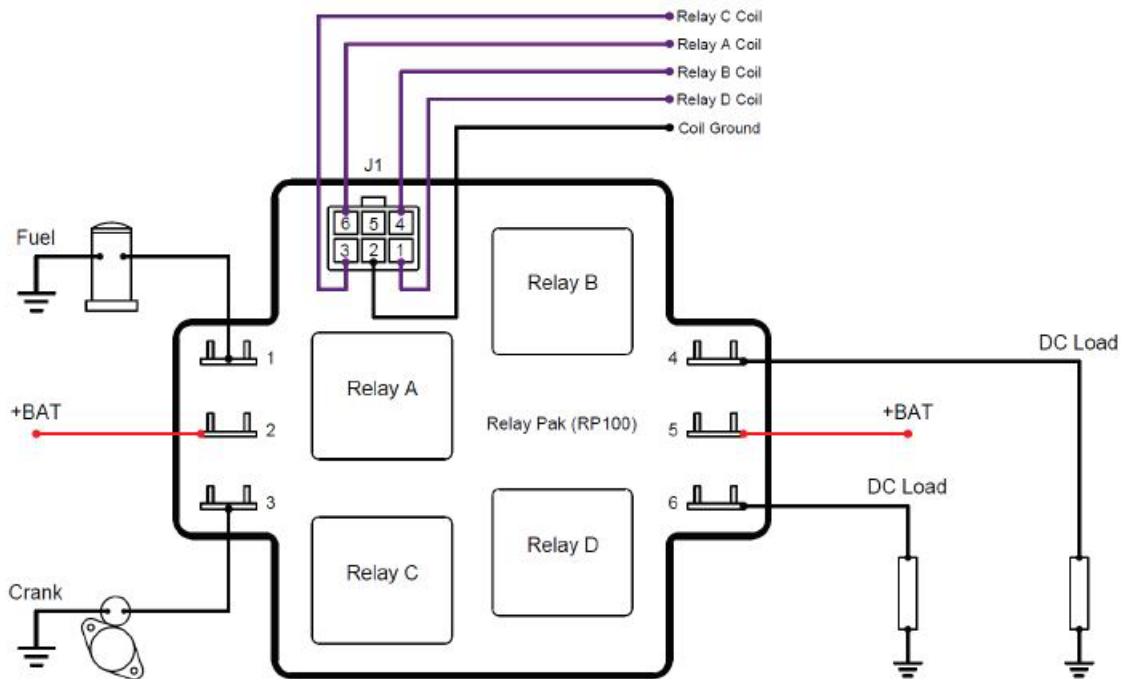 Relay C Coil
Relay A Coil
Relay B Coil
Relay D Coil
Coil Ground
J1
6 5 4
3 2 1
Fuel
Relay B
1
4
DC Load
Relay A
+BAT
2
Relay Pak (RP100)
5
+BAT
3
6
DC Load
Relay D
Relay C
Crank